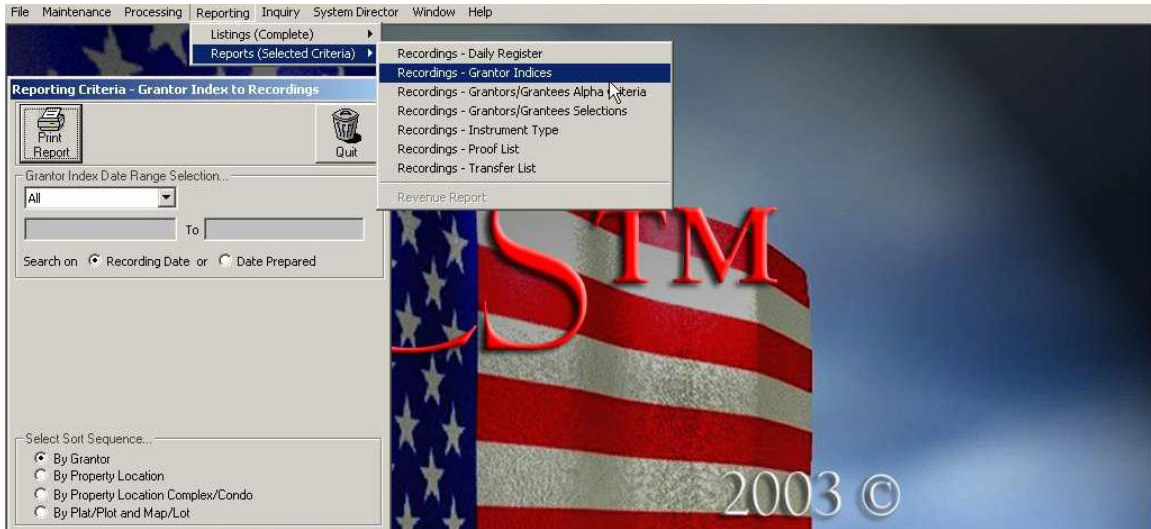 File Maintenance Processing Reporting Inquiry System Director Window Help
Listings (Complete)
Reports (Selected Criteria)
Recordings - Daily Register
Recordings - Grantor Indices
Recordings - Grantors/Grantees Alpha Criteria
Recordings - Grantors/Grantees Selections
Recordings - Instrument Type
Recordings - Proof List
Recordings - Transfer List
Revenue Report
Reporting Criteria - Grantor Index to Recordings
Print
Report
Quit
Grantor Index Date Range Selection...
All
To
Search on Recording Date or Date Prepared
Select Sort Sequence...
By Grantor
By Property Location
By Property Location Complex/Condo
By Plat/Plot and Map/Lot
LSTM
2003 ©